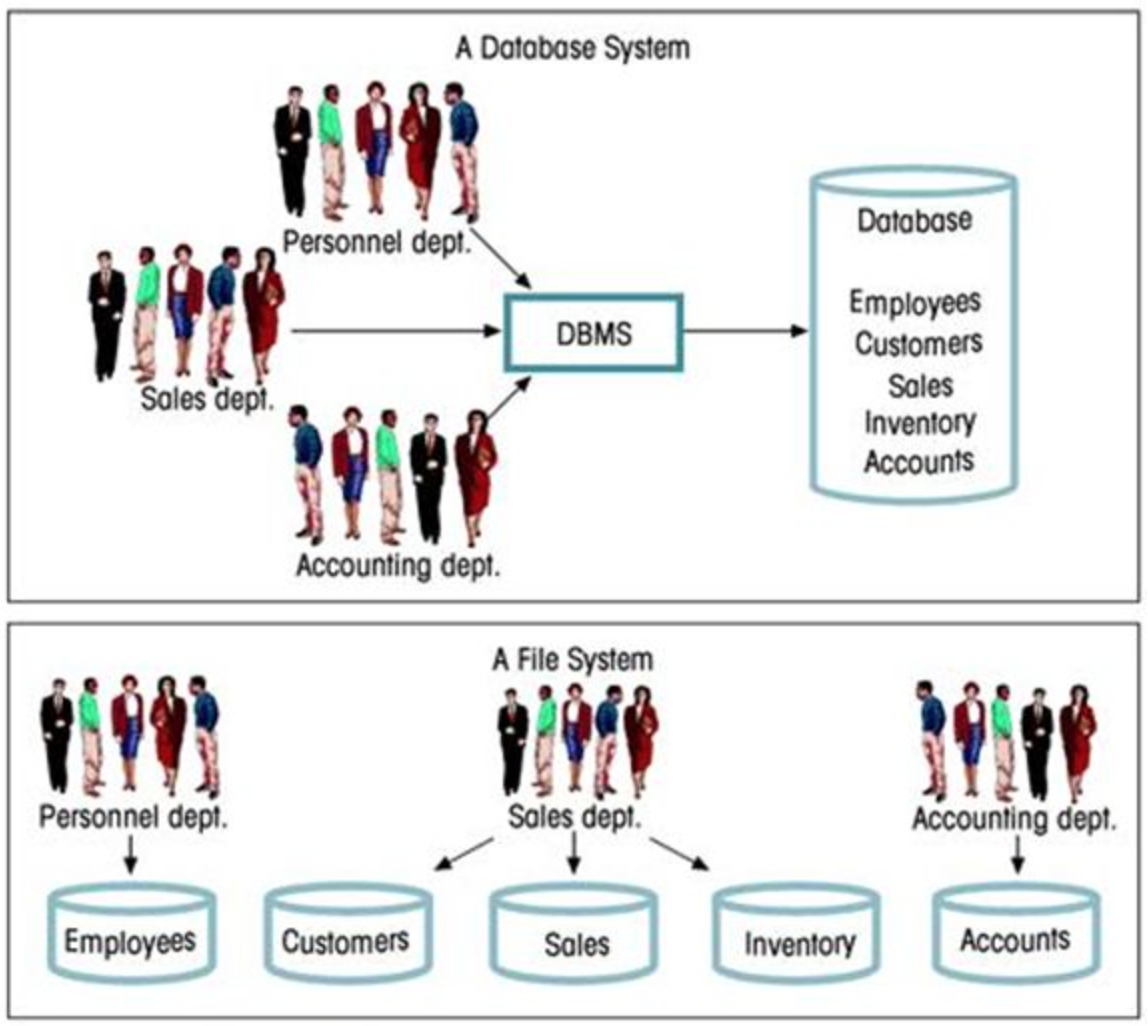 A Database System
Personnel dept.
Sales dept.
Accounting dept.
DBMS
Database
Employees
Customers
Sales
Inventory
Accounts
A File System
Personnel dept.
Sales dept.
Accounting dept.
Employees
Customers
Sales
Inventory
Accounts